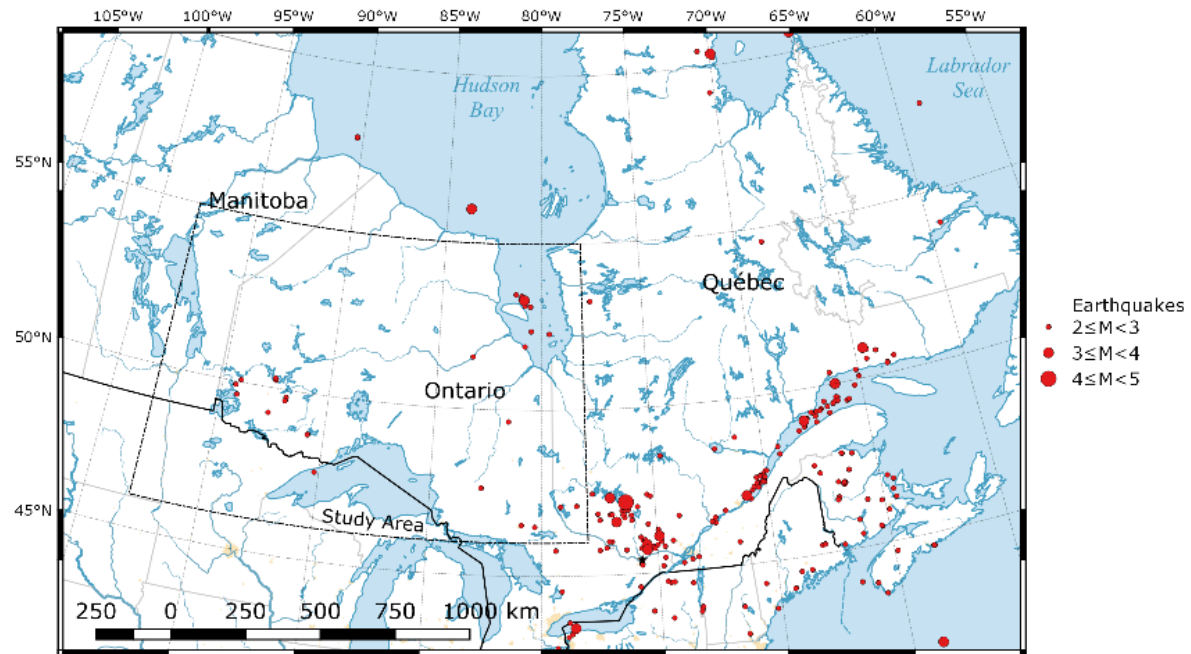 105°W 100°W 95°W 90°W 85°W 80°W 75°W 70°W 65°W 60°W 55°W
Hudson
Bay
Labrador
Sea
55°N
Manitoba
Québec
Earthquakes
2≤M<3
3≤M<4
4≤M<5
50°N
Ontario
45°N
Study Area
250 0 250 500 750 1000 km